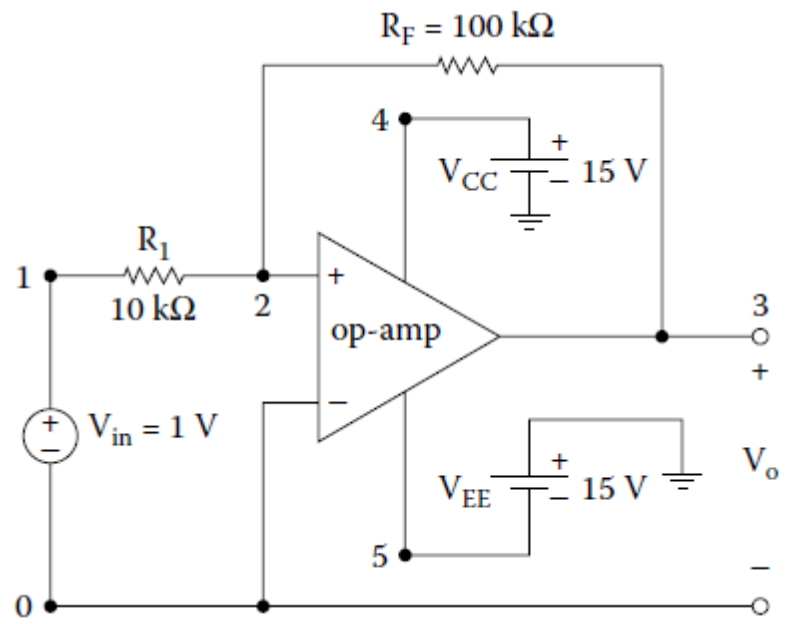 R_F = 100 kΩ
4
+
V_CC
− 15 V
R_1
1
+
10 kΩ
2
op-amp
3
+
−
+
−
V_in = 1 V
+
V_EE
− 15 V
V_o
5
−
0